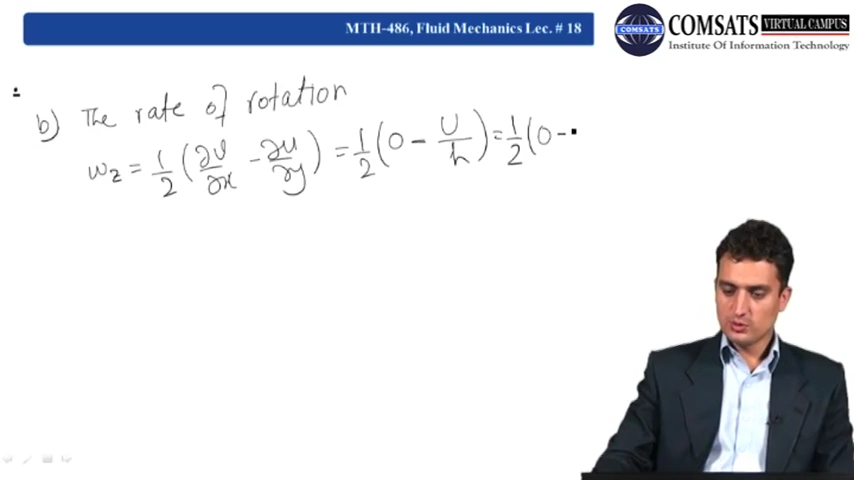 MTH-486, Fluid Mechanics Lec. # 18
COMSATS
COMSATS VIRTUAL CAMPUS
Institute Of Information Technology
b) The rate of rotation
ω_z = 1/2 (∂v/∂x - ∂u/∂y) = 1/2 (0 - U/h) = 1/2 (0 -